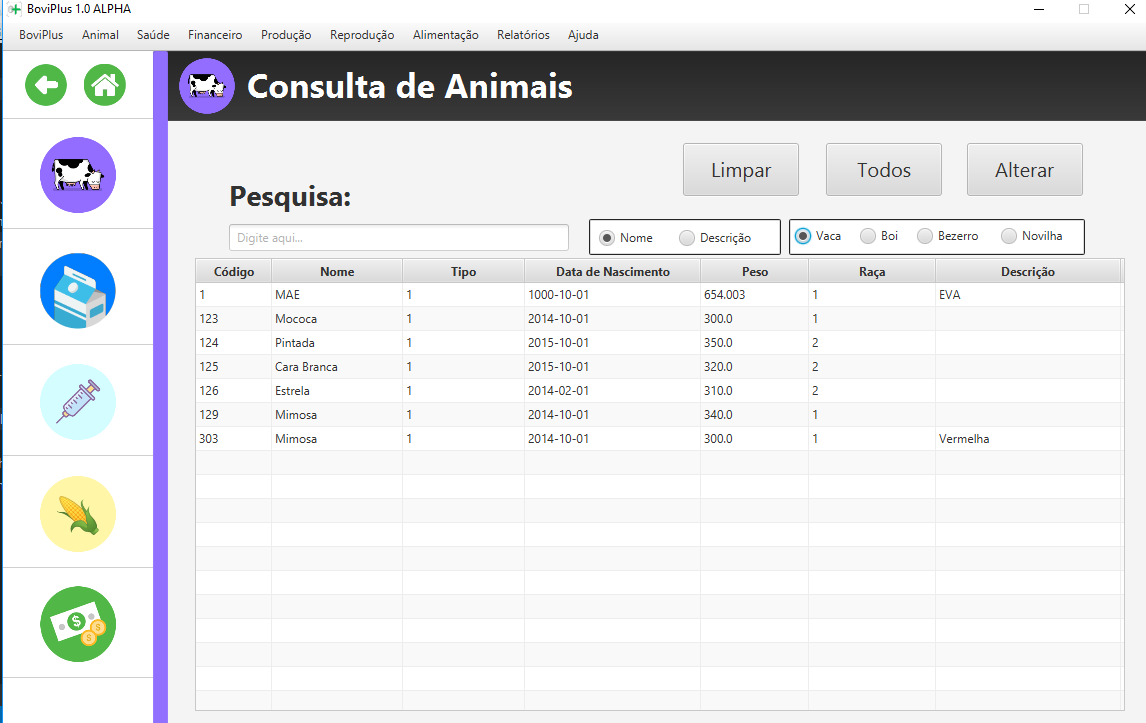 BoviPlus 1.0 ALPHA
BoviPlus Animal Saúde Financeiro Produção Reprodução Alimentação Relatórios Ajuda
Consulta de Animais
Limpar Todos Alterar
Pesquisa:
Digite aqui... Nome Descrição Vaca Boi Bezerro Novilha
Código Nome Tipo Data de Nascimento Peso Raça Descrição
1 MAE 1 1000-10-01 654.003 1 EVA
123 Mococa 1 2014-10-01 300.0 1
124 Pintada 1 2015-10-01 350.0 2
125 Cara Branca 1 2015-10-01 320.0 2
126 Estrela 1 2014-02-01 310.0 2
129 Mimosa 1 2014-10-01 340.0 1
303 Mimosa 1 2014-10-01 300.0 1 Vermelha